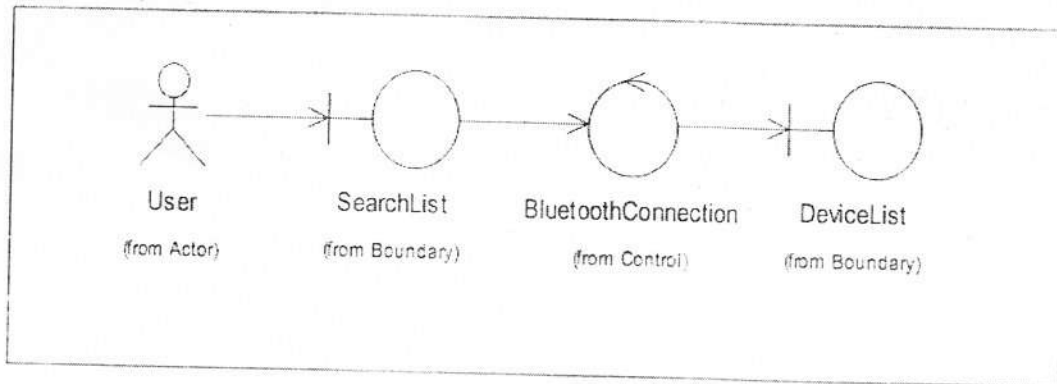 User
SearchList
BluetoothConnection
DeviceList
(from Actor)
(from Boundary)
(from Control)
(from Boundary)